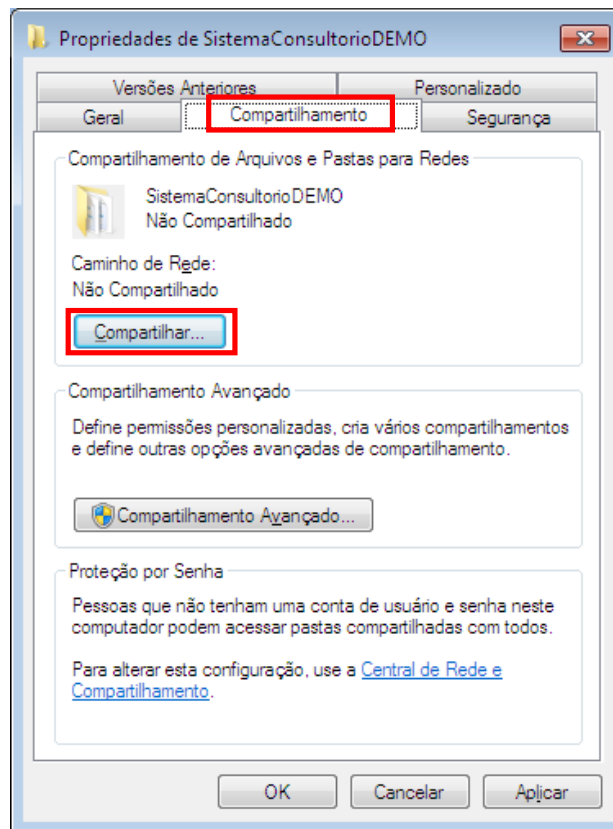 Propriedades de SistemaConsultorioDEMO
Versões Anteriores
Personalizado
Geral
Compartilhamento
Segurança
Compartilhamento de Arquivos e Pastas para Redes
SistemaConsultorioDEMO
Não Compartilhado
Caminho de Rede:
Não Compartilhado
Compartilhar...
Compartilhamento Avançado
Define permissões personalizadas, cria vários compartilhamentos
e define outras opções avançadas de compartilhamento.
Compartilhamento Avançado...
Proteção por Senha
Pessoas que não tenham uma conta de usuário e senha neste
computador podem acessar pastas compartilhadas com todos.
Para alterar esta configuração, use a Central de Rede e
Compartilhamento.
OK
Cancelar
Aplicar